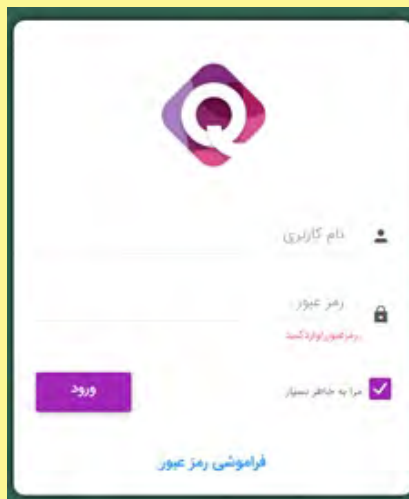 Q
نام کاربری
رمز عبور
رمز عبور را وارد کنید
مرا به خاطر بسپار
ورود
فراموشی رمز عبور